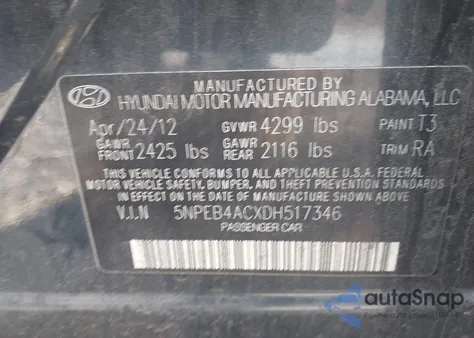 MANUFACTURED BY
HYUNDAI MOTOR MANUFACTURING ALABAMA, LLC
Apr/24/12 GVWR 4299 lbs PAINT T3
GAWR FRONT 2425 lbs GAWR REAR 2116 lbs TRIM RA
THIS VEHICLE CONFORMS TO ALL APPLICABLE FEDERAL
MOTOR VEHICLE SAFETY, BUMPER, AND THEFT PREVENTION STANDARDS
IN EFFECT ON THE DATE OF MANUFACTURE SHOWN ABOVE.
V.I.N 5NPEB4ACXDH517346
PASSENGER CAR
autoSnap